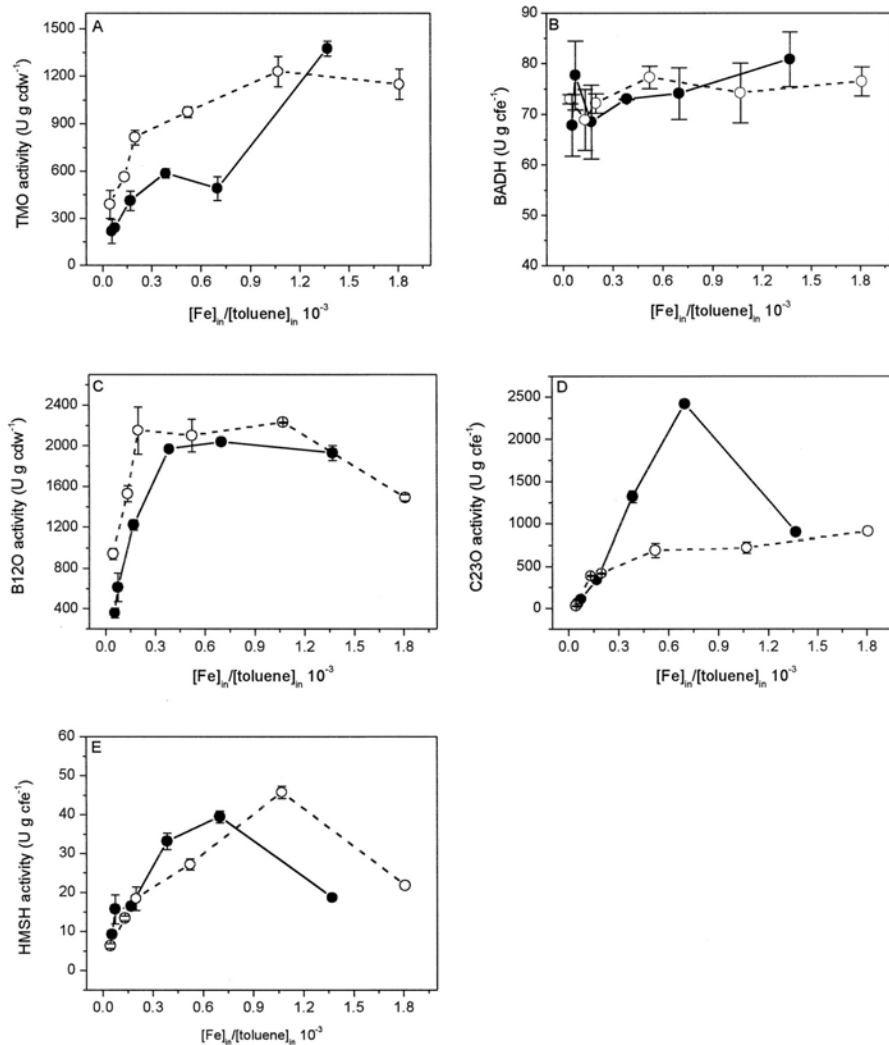 A
TMO activity (U g cdw⁻¹)
1500
1200
900
600
300
0
0.0 0.3 0.6 0.9 1.2 1.5 1.8
[Fe]in/[toluene]in 10⁻³
B
BADH (U g cfe⁻¹)
90
80
70
60
50
40
0.0 0.3 0.6 0.9 1.2 1.5 1.8
[Fe]in/[toluene]in 10⁻³
C
B12O activity (U g cdw⁻¹)
2400
2000
1600
1200
800
400
0.0 0.3 0.6 0.9 1.2 1.5 1.8
[Fe]in/[toluene]in 10⁻³
D
C23O activity (U g cfe⁻¹)
2500
2000
1500
1000
500
0
0.0 0.3 0.6 0.9 1.2 1.5 1.8
[Fe]in/[toluene]in 10⁻³
E
HMSH activity (U g cfe⁻¹)
60
50
40
30
20
10
0
0.0 0.3 0.6 0.9 1.2 1.5 1.8
[Fe]in/[toluene]in 10⁻³